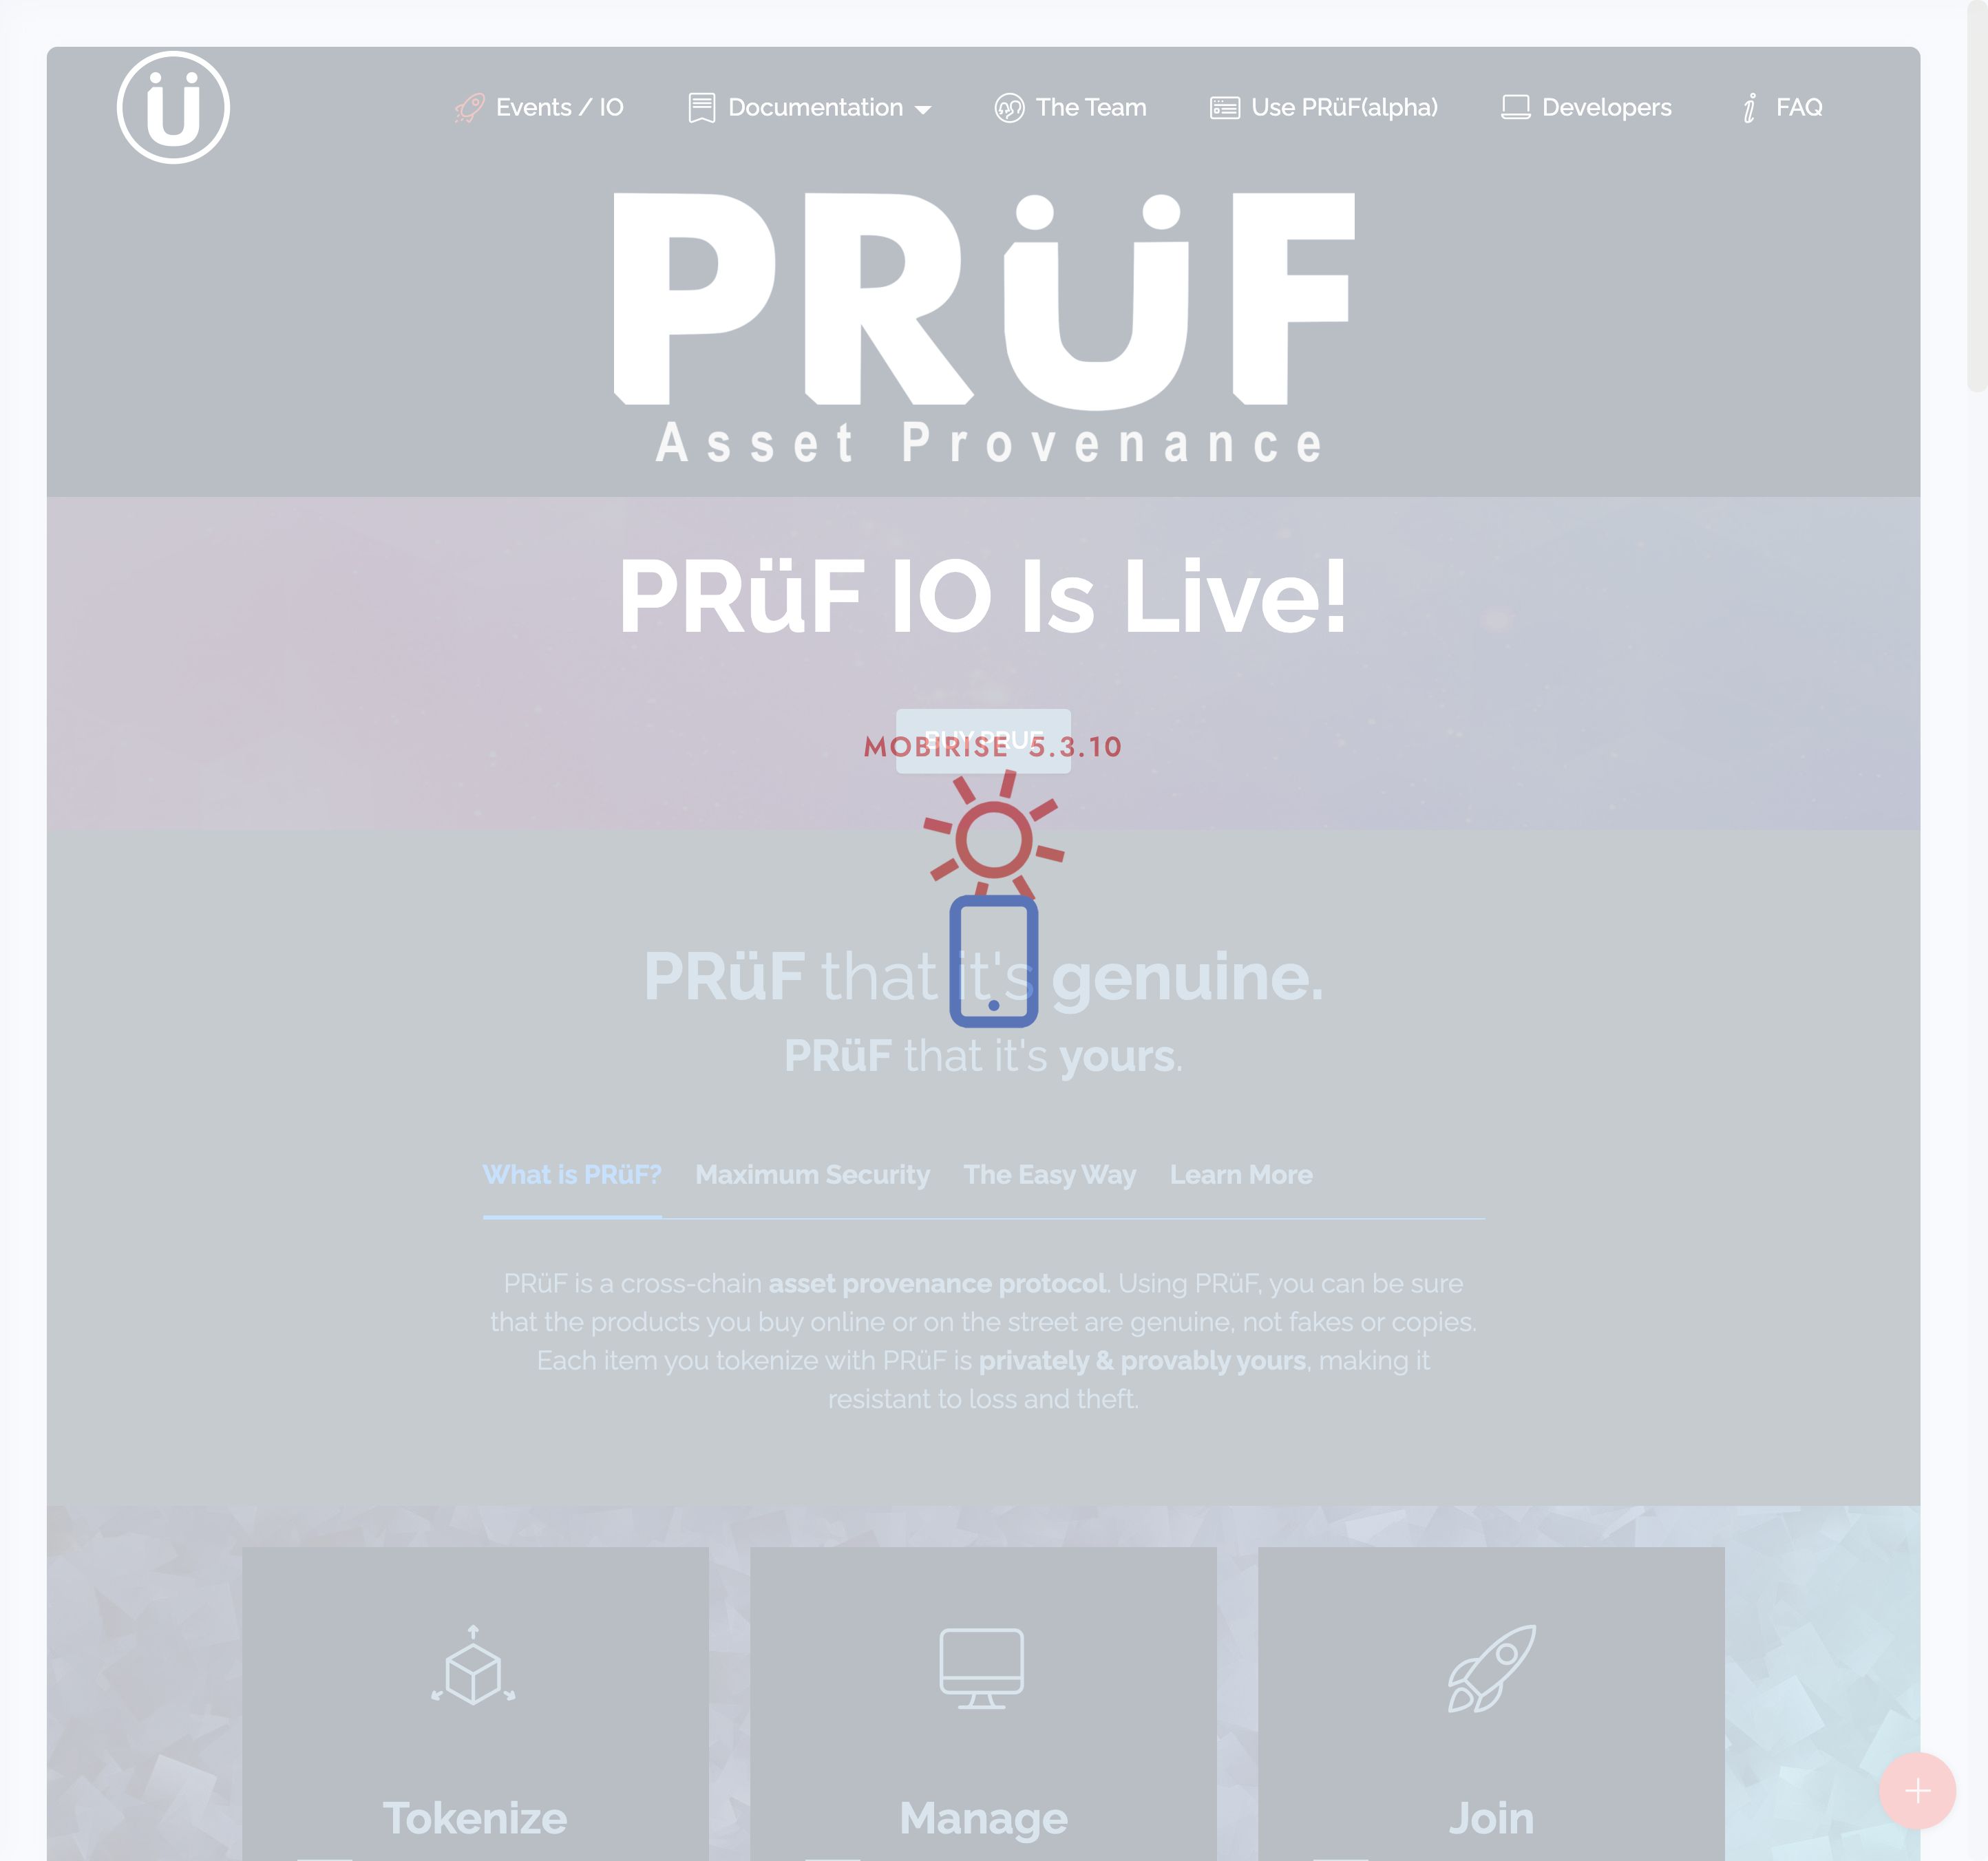 Ü
Events / IO
Documentation
The Team
Use PRüF(alpha)
Developers
FAQ
PRÜF
Asset Provenance
PRüF IO Is Live!
BUY PRUF
MOBIRISE 5.3.10
PRüF that it's genuine.
PRüF that it's yours.
What is PRüF?
Maximum Security
The Easy Way
Learn More
PRüF is a cross-chain asset provenance protocol. Using PRüF, you can be sure
that the products you buy online or on the street are genuine, not fakes or copies.
Each item you tokenize with PRüF is privately & provably yours, making it
resistant to loss and theft.
Tokenize
Manage
Join